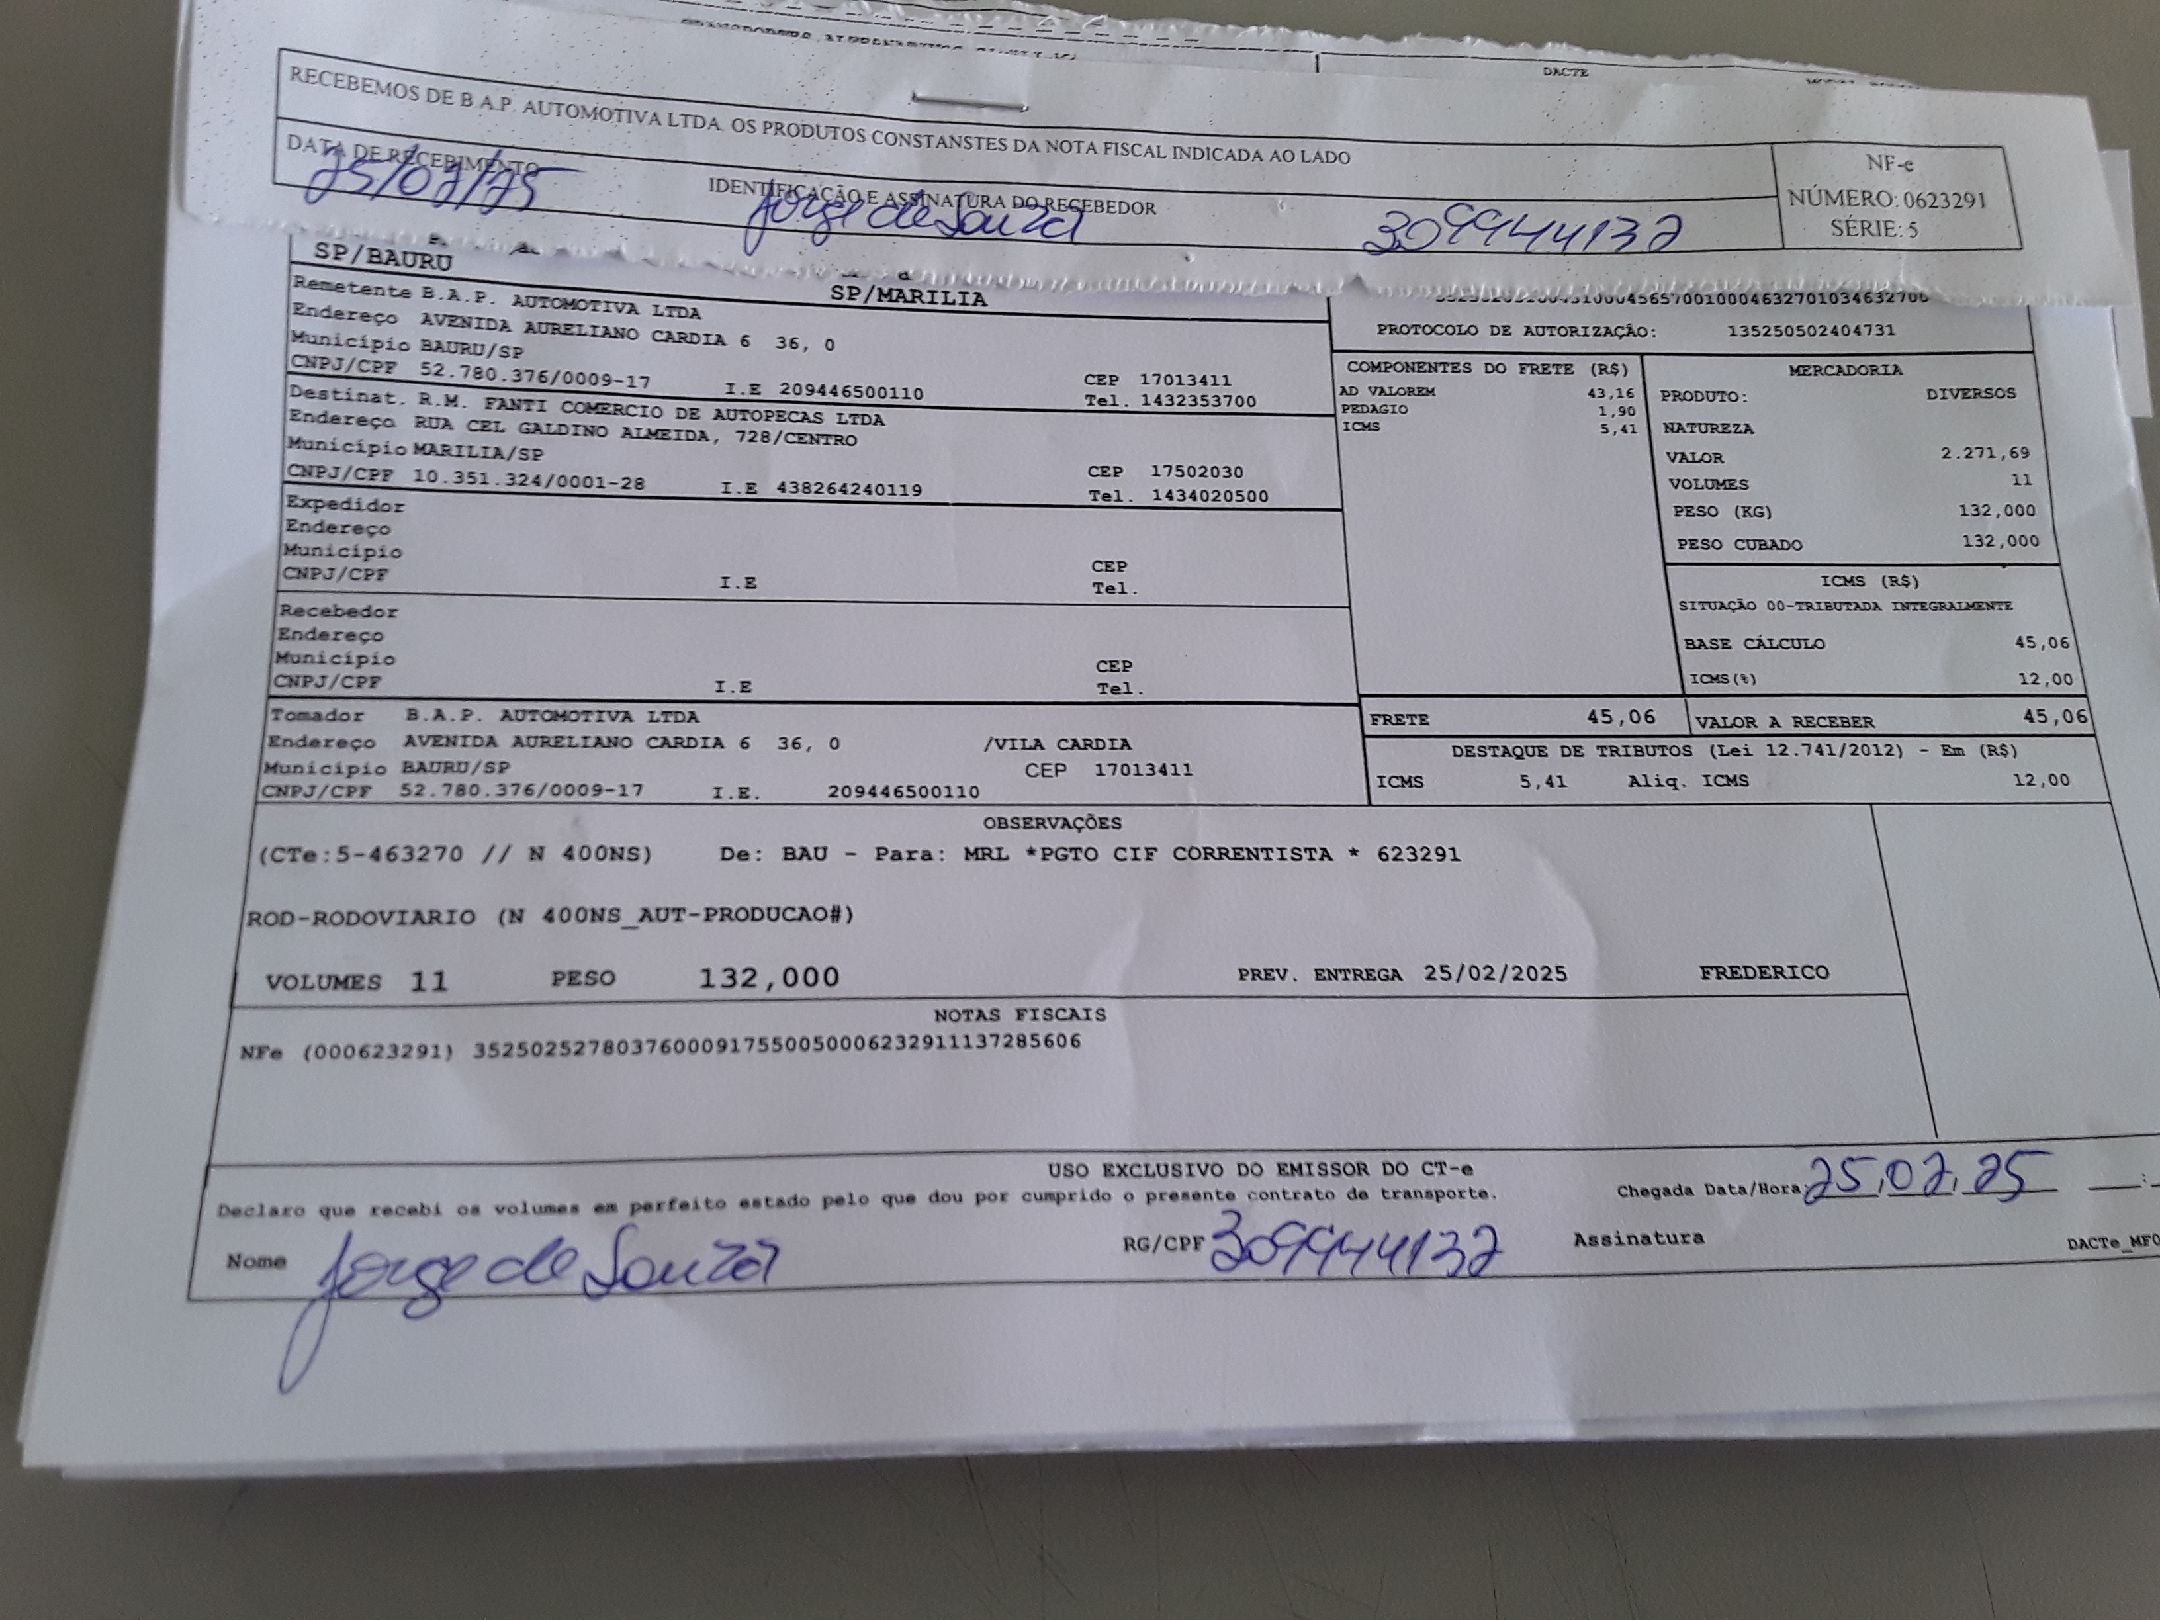 DACTE
RECEBEMOS DE B A.P. AUTOMOTIVA LTDA. OS PRODUTOS CONSTANSTES DA NOTA FISCAL INDICADA AO LADO
NF-e
NÚMERO: 0623291
SÉRIE: 5
DATA DE RECEBIMENTO
25/02/25
IDENTIFICAÇÃO E ASSINATURA DO RECEBEDOR
Jorge de Souza
309944132
SP/BAURU
SP/MARILIA
Remetente B.A.P. AUTOMOTIVA LTDA
Endereço AVENIDA AURELIANO CARDIA 6 36, 0
Município BAURU/SP
CEP 17013411
CNPJ/CPF 52.780.376/0009-17 I.E 209446500110 Tel. 1432353700
Destinat. R.M. FANTI COMERCIO DE AUTOPECAS LTDA
Endereço RUA CEL GALDINO ALMEIDA, 728/CENTRO
Município MARILIA/SP CEP 17502030
CNPJ/CPF 10.351.324/0001-28 I.E 438264240119 Tel. 1434020500
Expedidor
Endereço
Município CEP
CNPJ/CPF I.E Tel.
Recebedor
Endereço
Município CEP
CNPJ/CPF I.E Tel.
Tomador B.A.P. AUTOMOTIVA LTDA
Endereço AVENIDA AURELIANO CARDIA 6 36, 0 /VILA CARDIA
Município BAURU/SP CEP 17013411
CNPJ/CPF 52.780.376/0009-17 I.E. 209446500110
PROTOCOLO DE AUTORIZAÇÃO: 135250502404731
COMPONENTES DO FRETE (R$)
AD VALOREM 43,16
PEDAGIO 1,90
ICMS 5,41
MERCADORIA
PRODUTO: DIVERSOS
NATUREZA
VALOR 2.271,69
VOLUMES 11
PESO (KG) 132,000
PESO CUBADO 132,000
ICMS (R$)
SITUAÇÃO 00-TRIBUTADA INTEGRALMENTE
BASE CÁLCULO 45,06
ICMS(%) 12,00
FRETE 45,06 VALOR A RECEBER 45,06
DESTAQUE DE TRIBUTOS (Lei 12.741/2012) - Em (R$)
ICMS 5,41 Aliq. ICMS 12,00
OBSERVAÇÕES
(CTe:5-463270 // N 400NS) De: BAU - Para: MRL *PGTO CIF CORRENTISTA * 623291
ROD-RODOVIARIO (N 400NS_AUT-PRODUCAO#)
VOLUMES 11 PESO 132,000 PREV. ENTREGA 25/02/2025 FREDERICO
NOTAS FISCAIS
NFe (000623291) 35250252780376000917550050006232911137285606
USO EXCLUSIVO DO EMISSOR DO CT-e
Declaro que recebi os volumes em perfeito estado pelo que dou por cumprido o presente contrato de transporte. Chegada Data/Hora: 25,02,25
Nome Jorge de Souza RG/CPF 309944132 Assinatura
DACTe_MF0